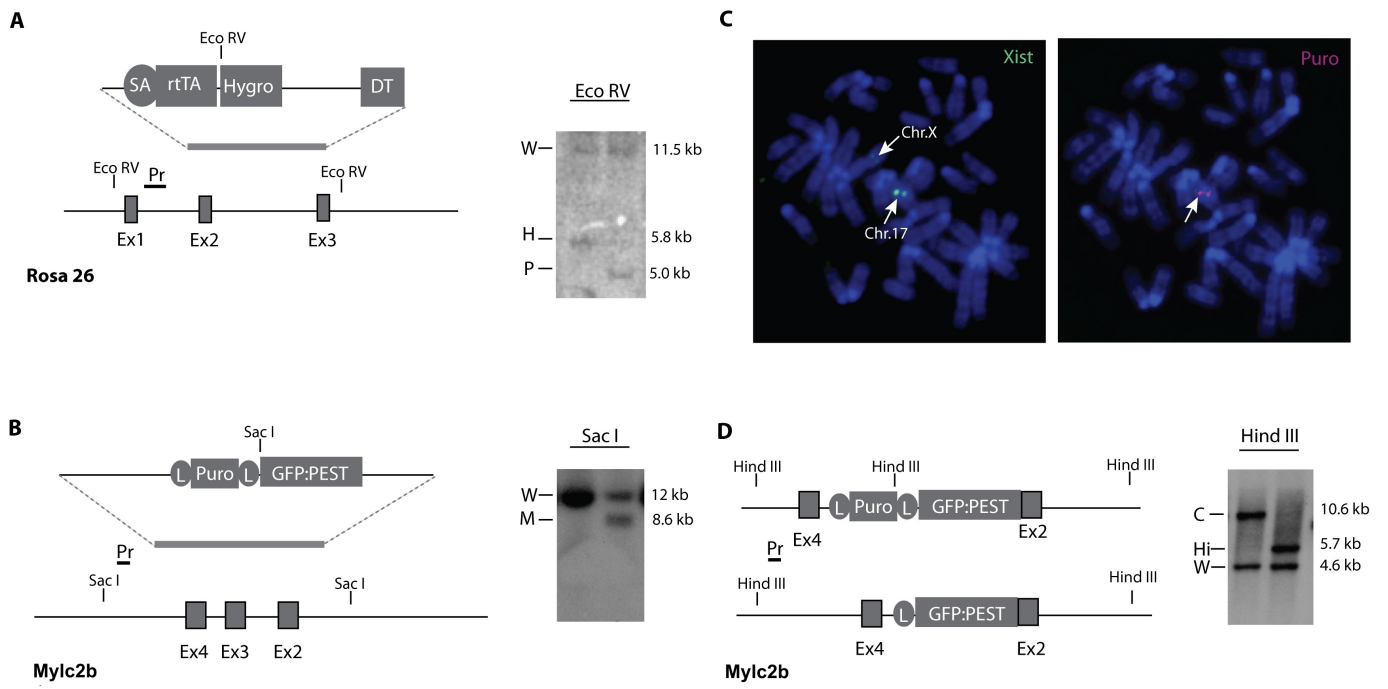 A
Eco RV
SA rtTA Hygro DT
Eco RV Pr Eco RV
Ex1 Ex2 Ex3
Rosa 26
Eco RV
W 11.5 kb
H 5.8 kb
P 5.0 kb
B
Sac I
L Puro L GFP:PEST
Pr
Sac I Sac I
Ex4 Ex3 Ex2
Mylc2b
Sac I
W 12 kb
M 8.6 kb
C
Xist
Chr.X
Chr.17
Puro
D
Hind III Hind III Hind III
L Puro L GFP:PEST
Ex4 Ex2
Pr
Hind III Hind III
L GFP:PEST
Ex4 Ex2
Mylc2b
Hind III
C 10.6 kb
Hi 5.7 kb
W 4.6 kb